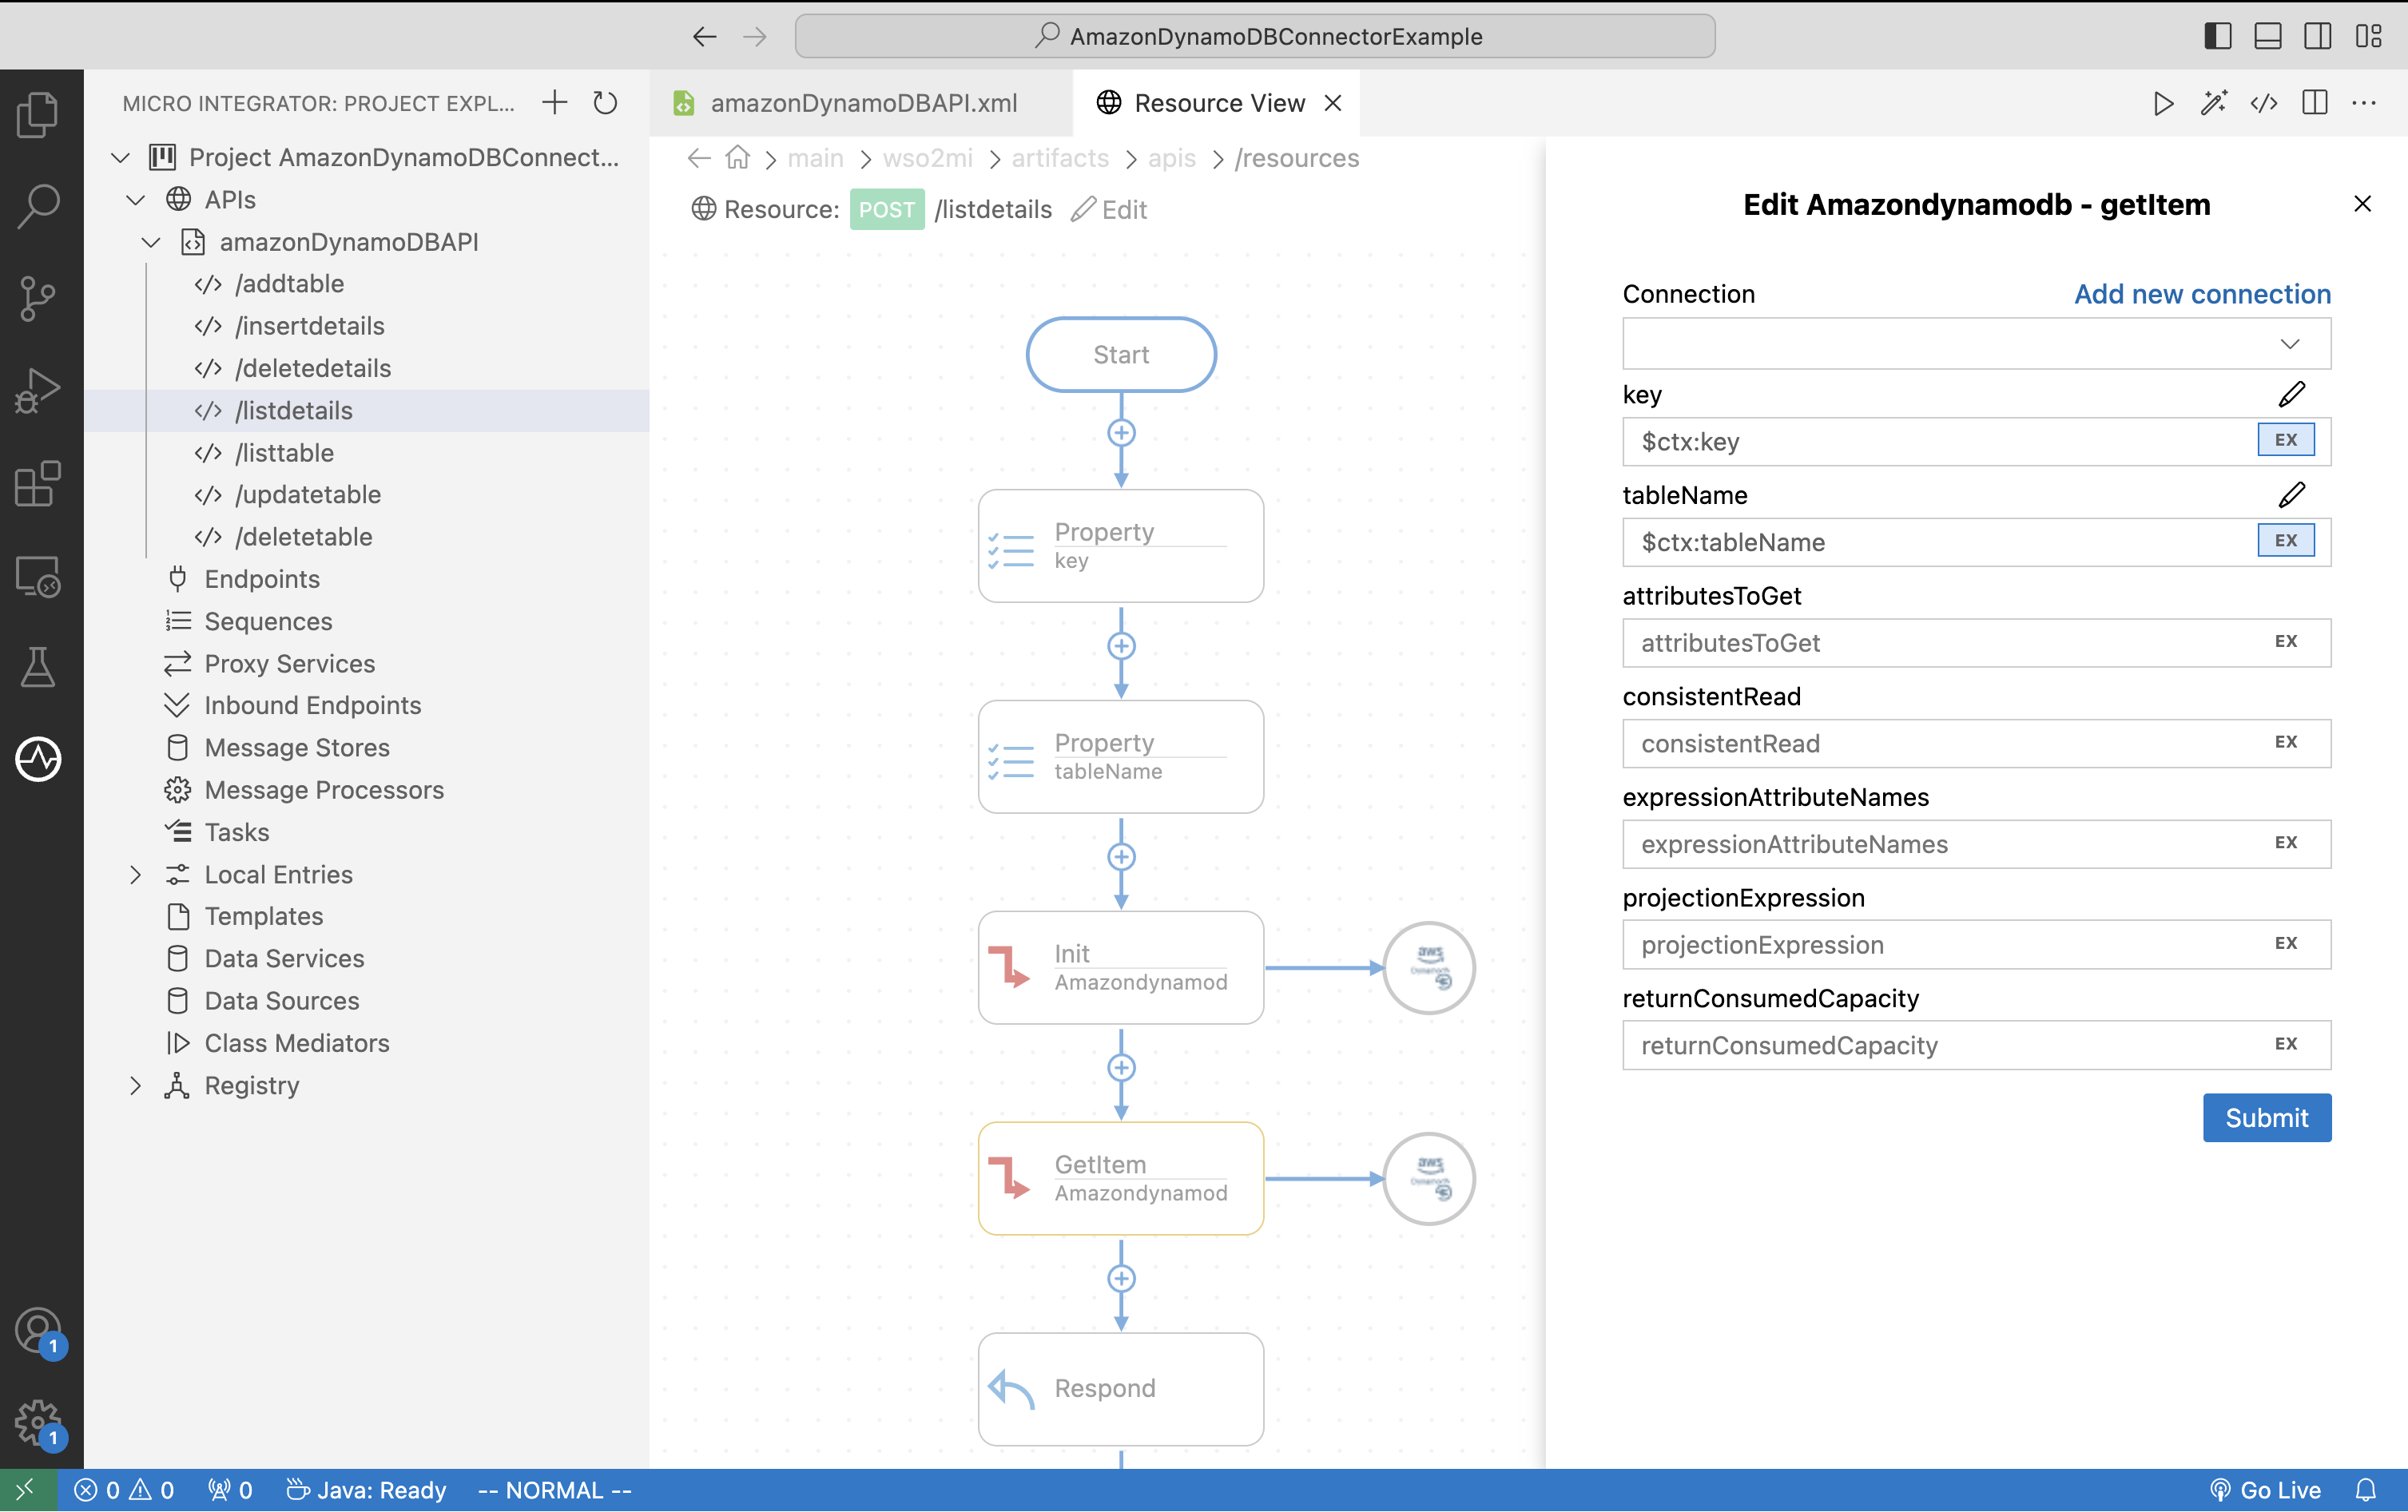 AmazonDynamoDBConnectorExample
MICRO INTEGRATOR: PROJECT EXPL...
Project AmazonDynamoDBConnect...
APIs
amazonDynamoDBAPI
/addtable
/insertdetails
/deletedetails
/listdetails
/listtable
/updatetable
/deletetable
Endpoints
Sequences
Proxy Services
Inbound Endpoints
Message Stores
Message Processors
Tasks
Local Entries
Templates
Data Services
Data Sources
Class Mediators
Registry
1
1
amazonDynamoDBAPI.xml
Resource View
main > wso2mi > artifacts > apis > /resources
Resource: POST /listdetails Edit
Start
Property
key
Property
tableName
Init
Amazondynamod
aws
GetItem
Amazondynamod
aws
Respond
Edit Amazondynamodb - getItem
Connection Add new connection
key
$ctx:key EX
tableName
$ctx:tableName EX
attributesToGet
attributesToGet EX
consistentRead
consistentRead EX
expressionAttributeNames
expressionAttributeNames EX
projectionExpression
projectionExpression EX
returnConsumedCapacity
returnConsumedCapacity EX
Submit
0 0 0 Java: Ready -- NORMAL -- Go Live